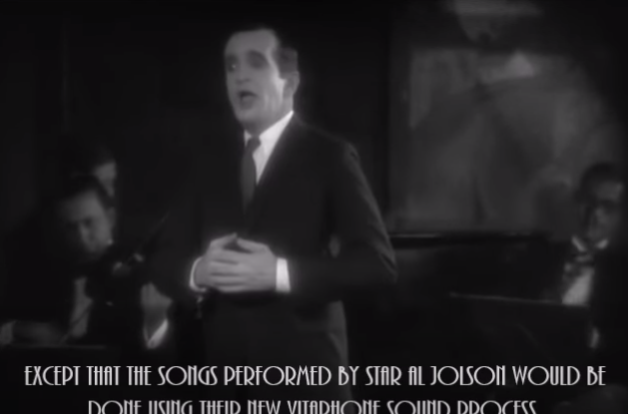 EXCEPT THAT THE SONGS PERFORMED BY STAR AL JOLSON WOULD BE
DONE USING THEIR NEW VITAPHONE SOUND PROCESS